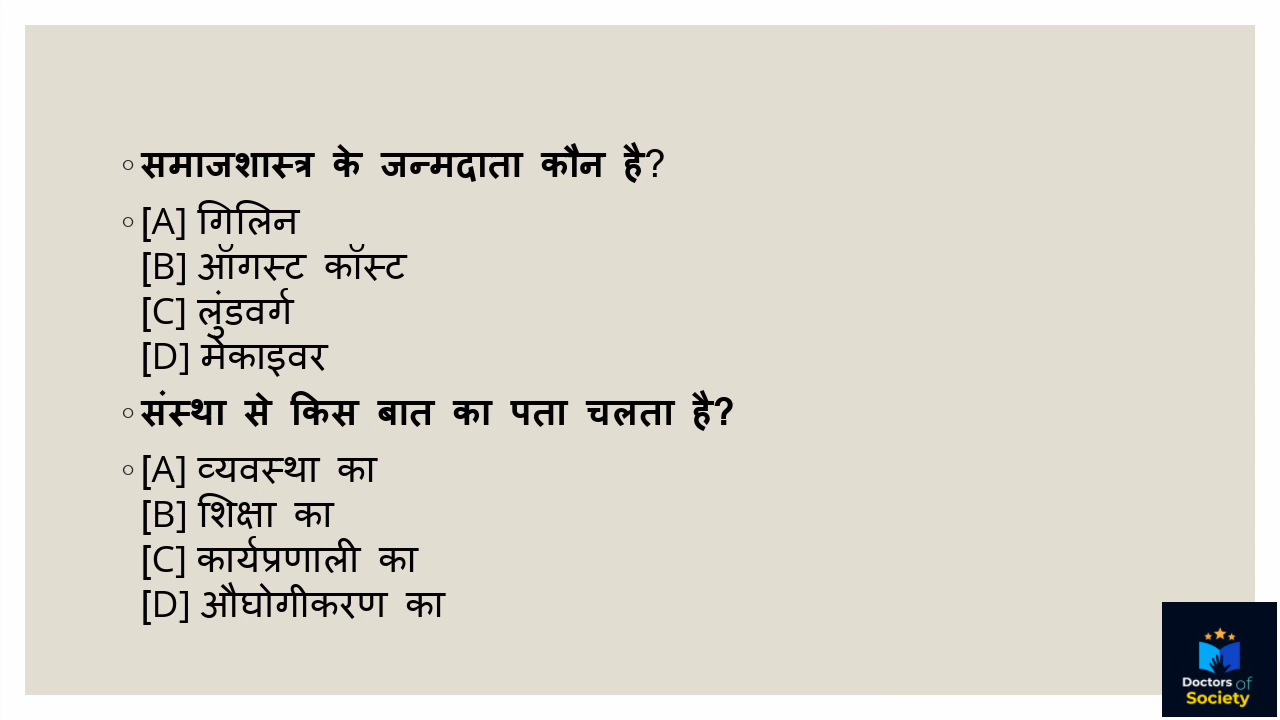 ◦ समाजशास्त्र के जन्मदाता कौन है?
◦ [A] गिलिन
[B] ऑगस्ट कॉस्ट
[C] लुंडवर्ग
[D] मेकाइवर
◦ संस्था से किस बात का पता चलता है?
◦ [A] व्यवस्था का
[B] शिक्षा का
[C] कार्यप्रणाली का
[D] औघोगीकरण का
Doctors of
Society